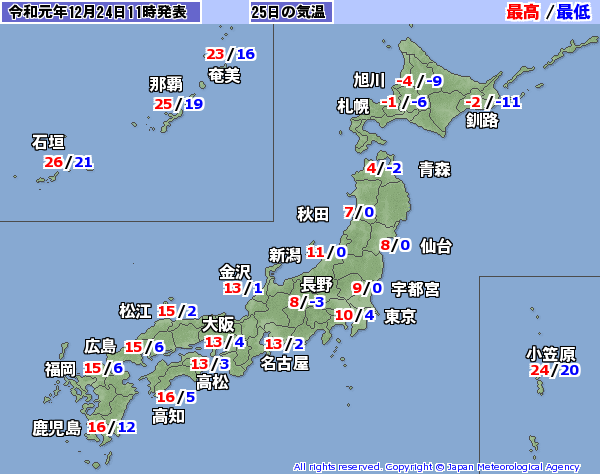 令和元年12月24日11時発表 25日の気温 最高/最低
23/16
奄美
那覇
25/19
石垣
26/21
旭川 -4/-9
札幌 -1/-6
-2/-11
釧路
4/-2 青森
秋田 7/0
8/0 仙台
新潟 11/0
金沢
13/1
長野
8/-3
9/0 宇都宮
10/4 東京
松江 15/2
大阪
13/4
広島 15/6
13/2
名古屋
福岡 15/6
13/3
高松
16/5
高知
鹿児島 16/12
小笠原
24/20
All rights reserved. Copyright © Japan Meteorological Agency